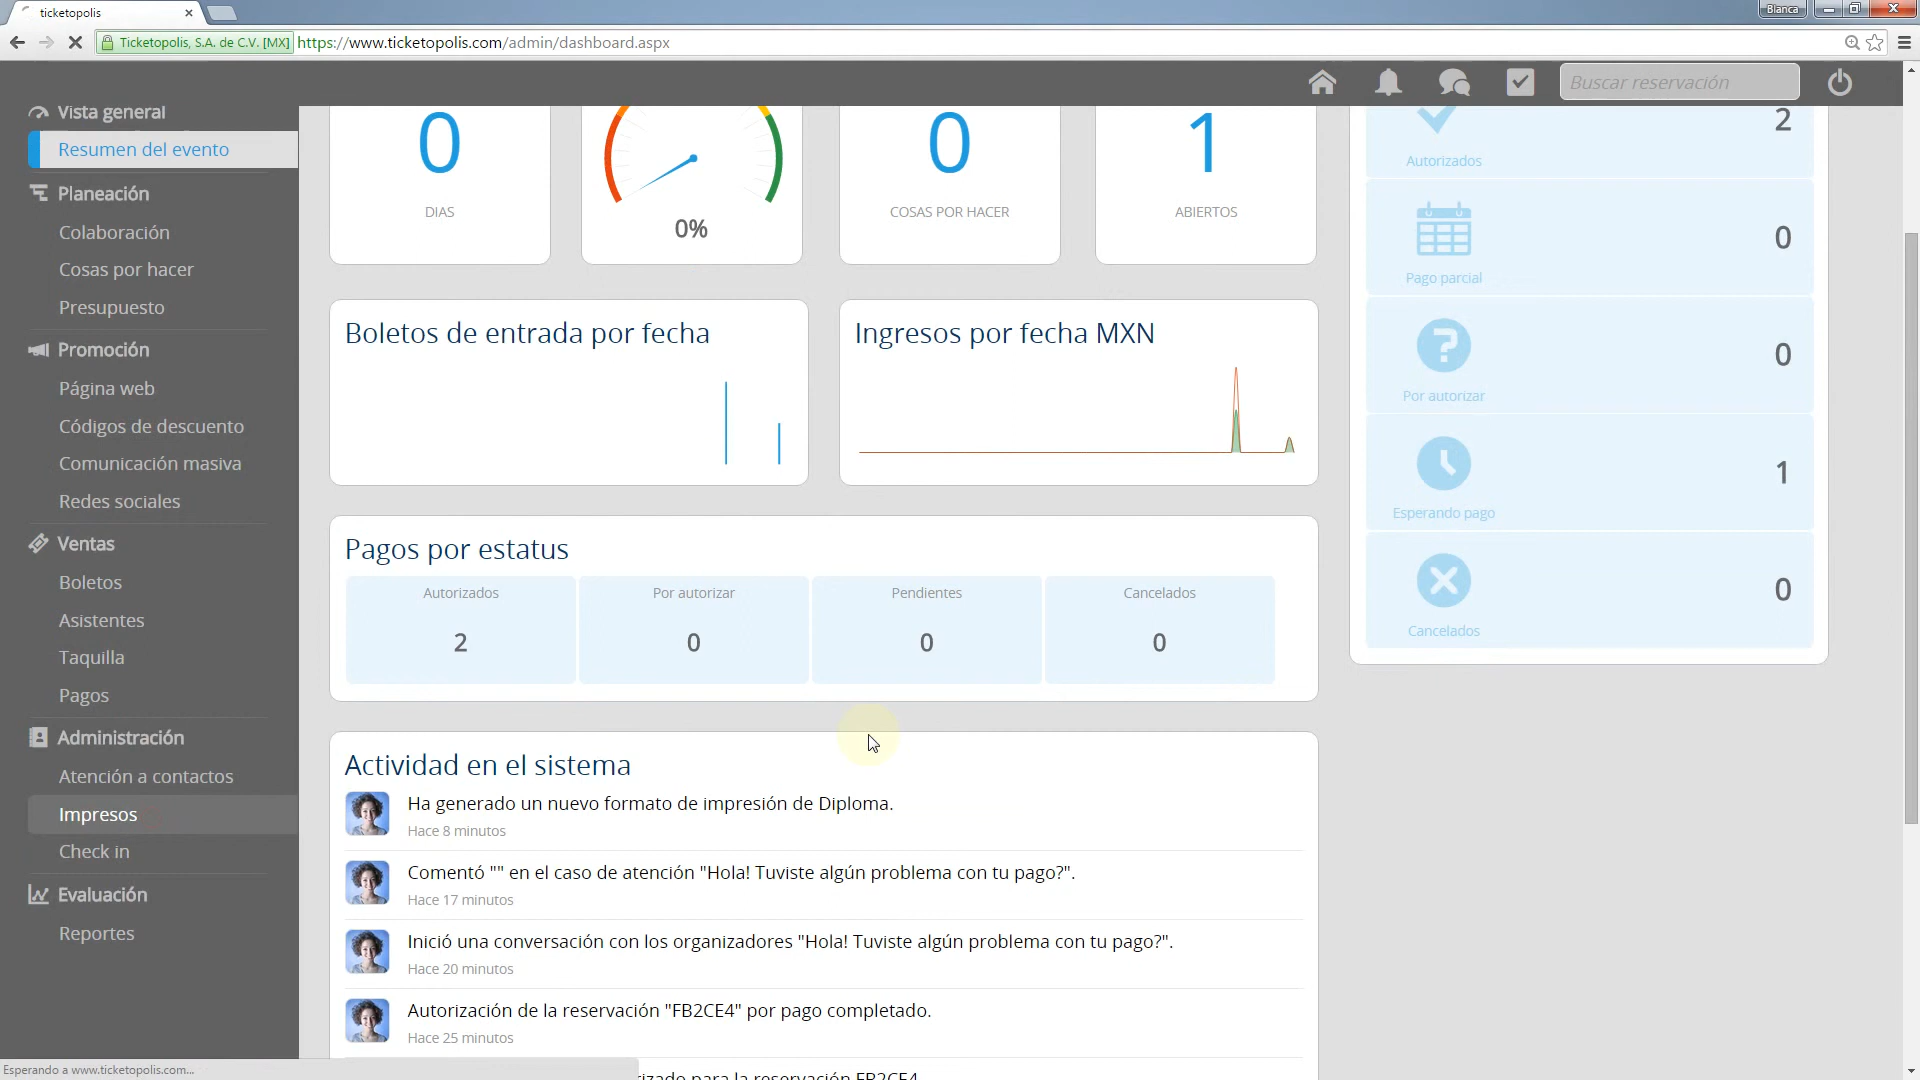 ticketopolis
Blanca
Ticketopolis, S.A. de C.V. [MX]
https://www.ticketopolis.com/admin/dashboard.aspx
Buscar reservación
Vista general
Resumen del evento
Planeación
Colaboración
Cosas por hacer
Presupuesto
Promoción
Página web
Códigos de descuento
Comunicación masiva
Redes sociales
Ventas
Boletos
Asistentes
Taquilla
Pagos
Administración
Atención a contactos
Impresos
Check in
Evaluación
Reportes
0
DIAS
0%
0
COSAS POR HACER
1
ABIERTOS
Boletos de entrada por fecha
Ingresos por fecha MXN
Pagos por estatus
Autorizados
2
Por autorizar
0
Pendientes
0
Cancelados
0
Actividad en el sistema
Ha generado un nuevo formato de impresión de Diploma.
Hace 8 minutos
Comentó "" en el caso de atención "Hola! Tuviste algún problema con tu pago?".
Hace 17 minutos
Inició una conversación con los organizadores "Hola! Tuviste algún problema con tu pago?".
Hace 20 minutos
Autorización de la reservación "FB2CE4" por pago completado.
Hace 25 minutos
para la reservación FB2CE4
2
Autorizados
0
Pago parcial
0
Por autorizar
1
Esperando pago
0
Cancelados
Esperando a www.ticketopolis.com...